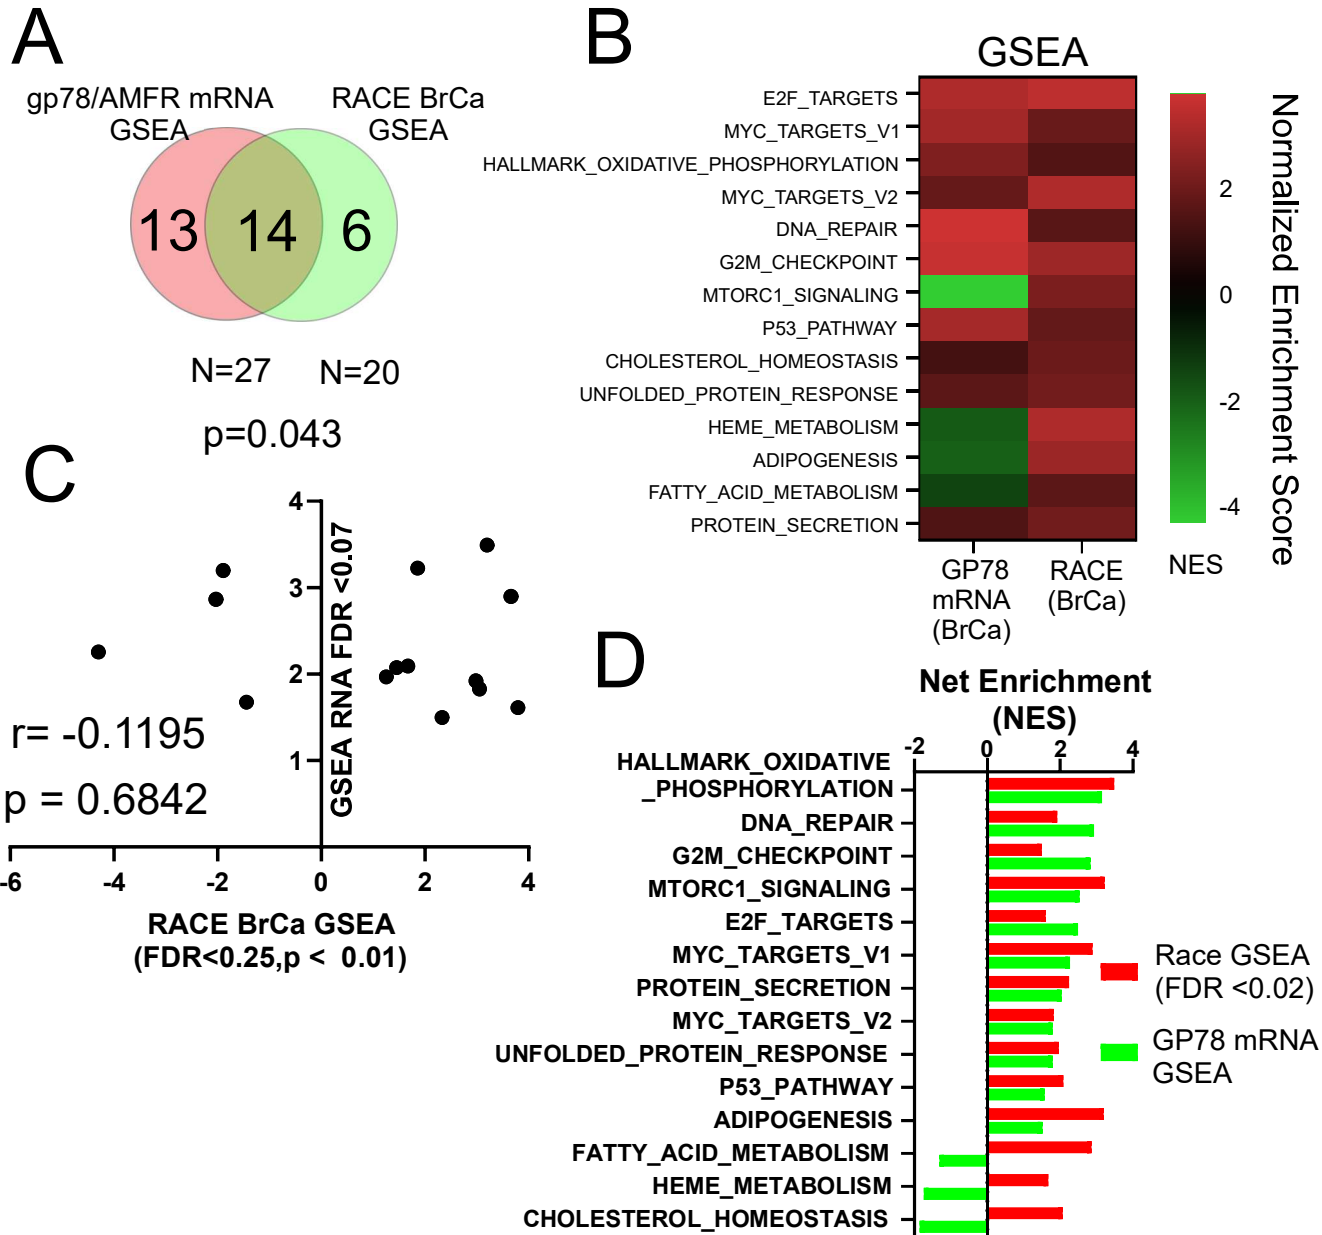 A
gp78/AMFR mRNA
GSEA
RACE BrCa
GSEA
13
14
6
N=27
N=20
p=0.043
B
GSEA
E2F_TARGETS
MYC_TARGETS_V1
HALLMARK_OXIDATIVE_PHOSPHORYLATION
MYC_TARGETS_V2
DNA_REPAIR
G2M_CHECKPOINT
MTORC1_SIGNALING
P53_PATHWAY
CHOLESTEROL_HOMEOSTASIS
UNFOLDED_PROTEIN_RESPONSE
HEME_METABOLISM
ADIPOGENESIS
FATTY_ACID_METABOLISM
PROTEIN_SECRETION
GP78
mRNA
(BrCa)
RACE
(BrCa)
2
0
-2
-4
NES
Normalized Enrichment Score
C
4
3
2
1
GSEA RNA FDR <0.07
r= -0.1195
p = 0.6842
-6
-4
-2
0
2
4
RACE BrCa GSEA
(FDR<0.25,p < 0.01)
D
Net Enrichment
(NES)
-2
0
2
4
HALLMARK_OXIDATIVE
_PHOSPHORYLATION
DNA_REPAIR
G2M_CHECKPOINT
MTORC1_SIGNALING
E2F_TARGETS
MYC_TARGETS_V1
PROTEIN_SECRETION
MYC_TARGETS_V2
UNFOLDED_PROTEIN_RESPONSE
P53_PATHWAY
ADIPOGENESIS
FATTY_ACID_METABOLISM
HEME_METABOLISM
CHOLESTEROL_HOMEOSTASIS
Race GSEA
(FDR <0.02)
GP78 mRNA
GSEA